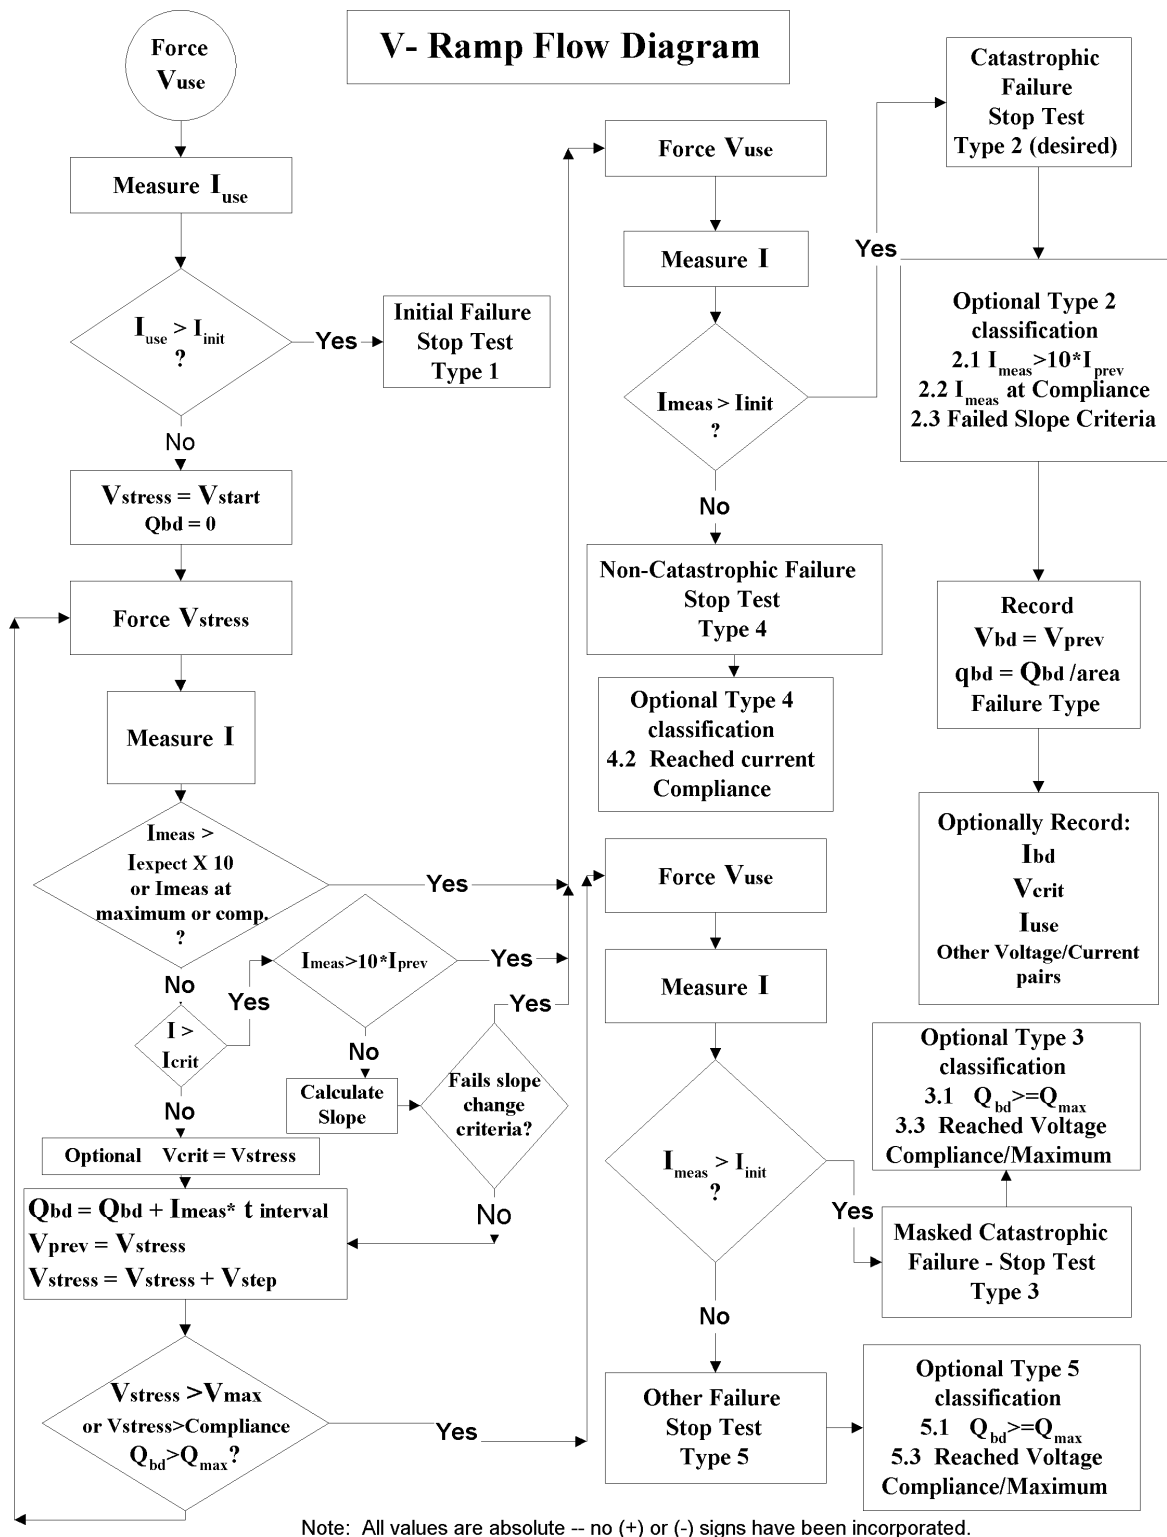 V- Ramp Flow Diagram
Force
Vuse
Measure Iuse
Iuse > Iinit
?
Yes
Initial Failure
Stop Test
Type 1
No
Vstress = Vstart
Qbd = 0
Force Vstress
Measure I
Imeas >
Iexpect X 10
or Imeas at
maximum or comp.
?
Yes
No
I >
Icrit
Yes
Imeas>10*Iprev
Yes
No
Calculate
Slope
Fails slope
change
criteria?
Yes
No
No
Optional Vcrit = Vstress
Qbd = Qbd + Imeas* t interval
Vprev = Vstress
Vstress = Vstress + Vstep
Vstress >Vmax
or Vstress>Compliance
Qbd>Qmax?
Yes
Force Vuse
Measure I
Imeas > Iinit
?
Yes
No
Catastrophic
Failure
Stop Test
Type 2 (desired)
Optional Type 2
classification
2.1 Imeas>10*Iprev
2.2 Imeas at Compliance
2.3 Failed Slope Criteria
Record
Vbd = Vprev
qbd = Qbd /area
Failure Type
Optionally Record:
Ibd
Vcrit
Iuse
Other Voltage/Current
pairs
Non-Catastrophic Failure
Stop Test
Type 4
Optional Type 4
classification
4.2 Reached current
Compliance
Force Vuse
Measure I
Imeas > Iinit
?
Yes
Masked Catastrophic
Failure - Stop Test
Type 3
Optional Type 3
classification
3.1 Qbd>=Qmax
3.3 Reached Voltage
Compliance/Maximum
No
Other Failure
Stop Test
Type 5
Optional Type 5
classification
5.1 Qbd>=Qmax
5.3 Reached Voltage
Compliance/Maximum
Note: All values are absolute -- no (+) or (-) signs have been incorporated.